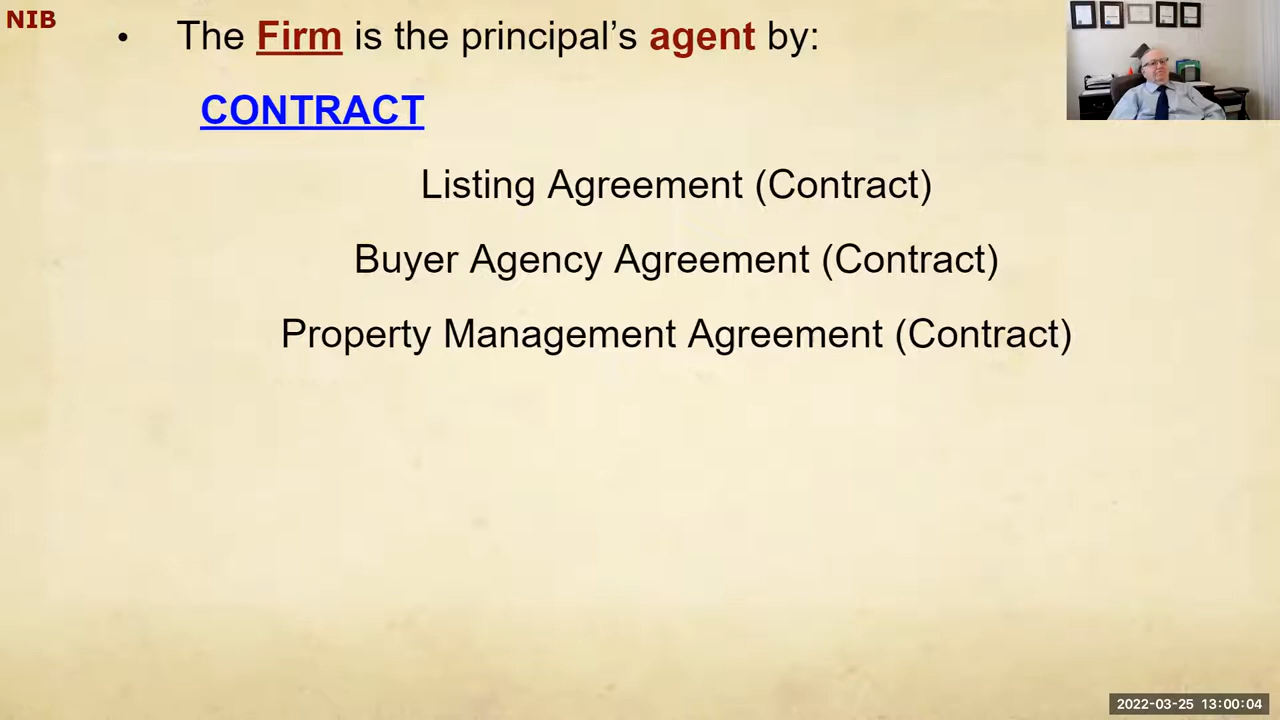 NIB
• The Firm is the principal’s agent by:
CONTRACT
Listing Agreement (Contract)
Buyer Agency Agreement (Contract)
Property Management Agreement (Contract)
2022-03-25 13:00:04